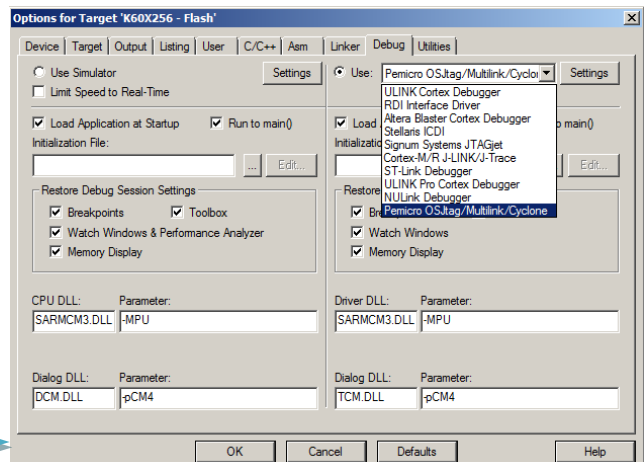 Options for Target 'K60X256 - Flash'
Device Target Output Listing User C/C++ Asm Linker Debug Utilities
Use Simulator Settings Use: Pemicro OSJtag/Multilink/Cyclo Settings
Limit Speed to Real-Time
ULINK Cortex Debugger
RDI Interface Driver
Altera Blaster Cortex Debugger
Stellaris ICDI
Signum Systems JTAGjet
Cortex-M/R J-LINK/J-Trace
ST-Link Debugger
ULINK Pro Cortex Debugger
NULink Debugger
Pemicro OSJtag/Multilink/Cyclone
Load Application at Startup Run to main() Load main()
Initialization File: Initializati
... Edit... Edit...
Restore Debug Session Settings Restore
Breakpoints Toolbox
Watch Windows & Perfomance Analyzer Watch Windows
Memory Display Memory Display
CPU DLL: Parameter: Driver DLL: Parameter:
SARMCM3.DLL -MPU SARMCM3.DLL -MPU
Dialog DLL: Parameter: Dialog DLL: Parameter:
DCM.DLL -pCM4 TCM.DLL -pCM4
OK Cancel Defaults Help